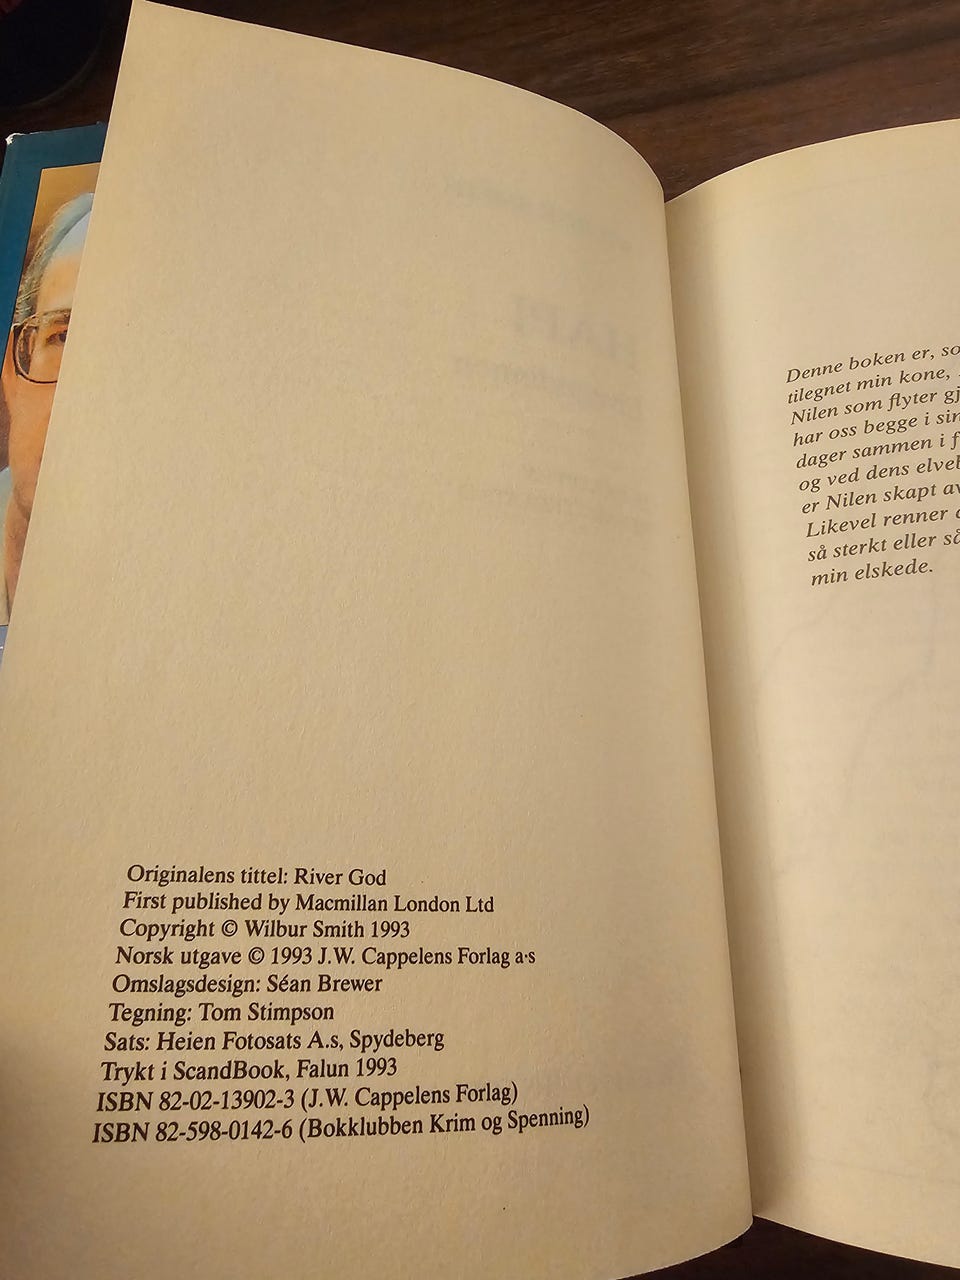 Originalens tittel: River God
First published by Macmillan London Ltd
Copyright © Wilbur Smith 1993
Norsk utgave © 1993 J.W. Cappelens Forlag a·s
Omslagsdesign: Séan Brewer
Tegning: Tom Stimpson
Sats: Heien Fotosats A.s, Spydeberg
Trykt i ScandBook, Falun 1993
ISBN 82-02-13902-3 (J.W. Cappelens Forlag)
ISBN 82-598-0142-6 (Bokklubben Krim og Spenning)
Denne boken er, so
tilegnet min kone,
Nilen som flyter gj
har oss begge i sin
dager sammen i f
og ved dens elveb
er Nilen skapt av
Likevel renner
så sterkt eller så
min elskede.